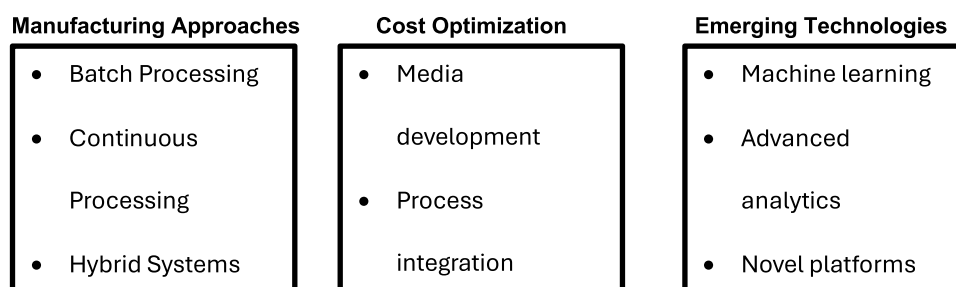 Manufacturing Approaches
• Batch Processing
• Continuous
Processing
• Hybrid Systems
Cost Optimization
• Media
development
• Process
integration
Emerging Technologies
• Machine learning
• Advanced
analytics
• Novel platforms